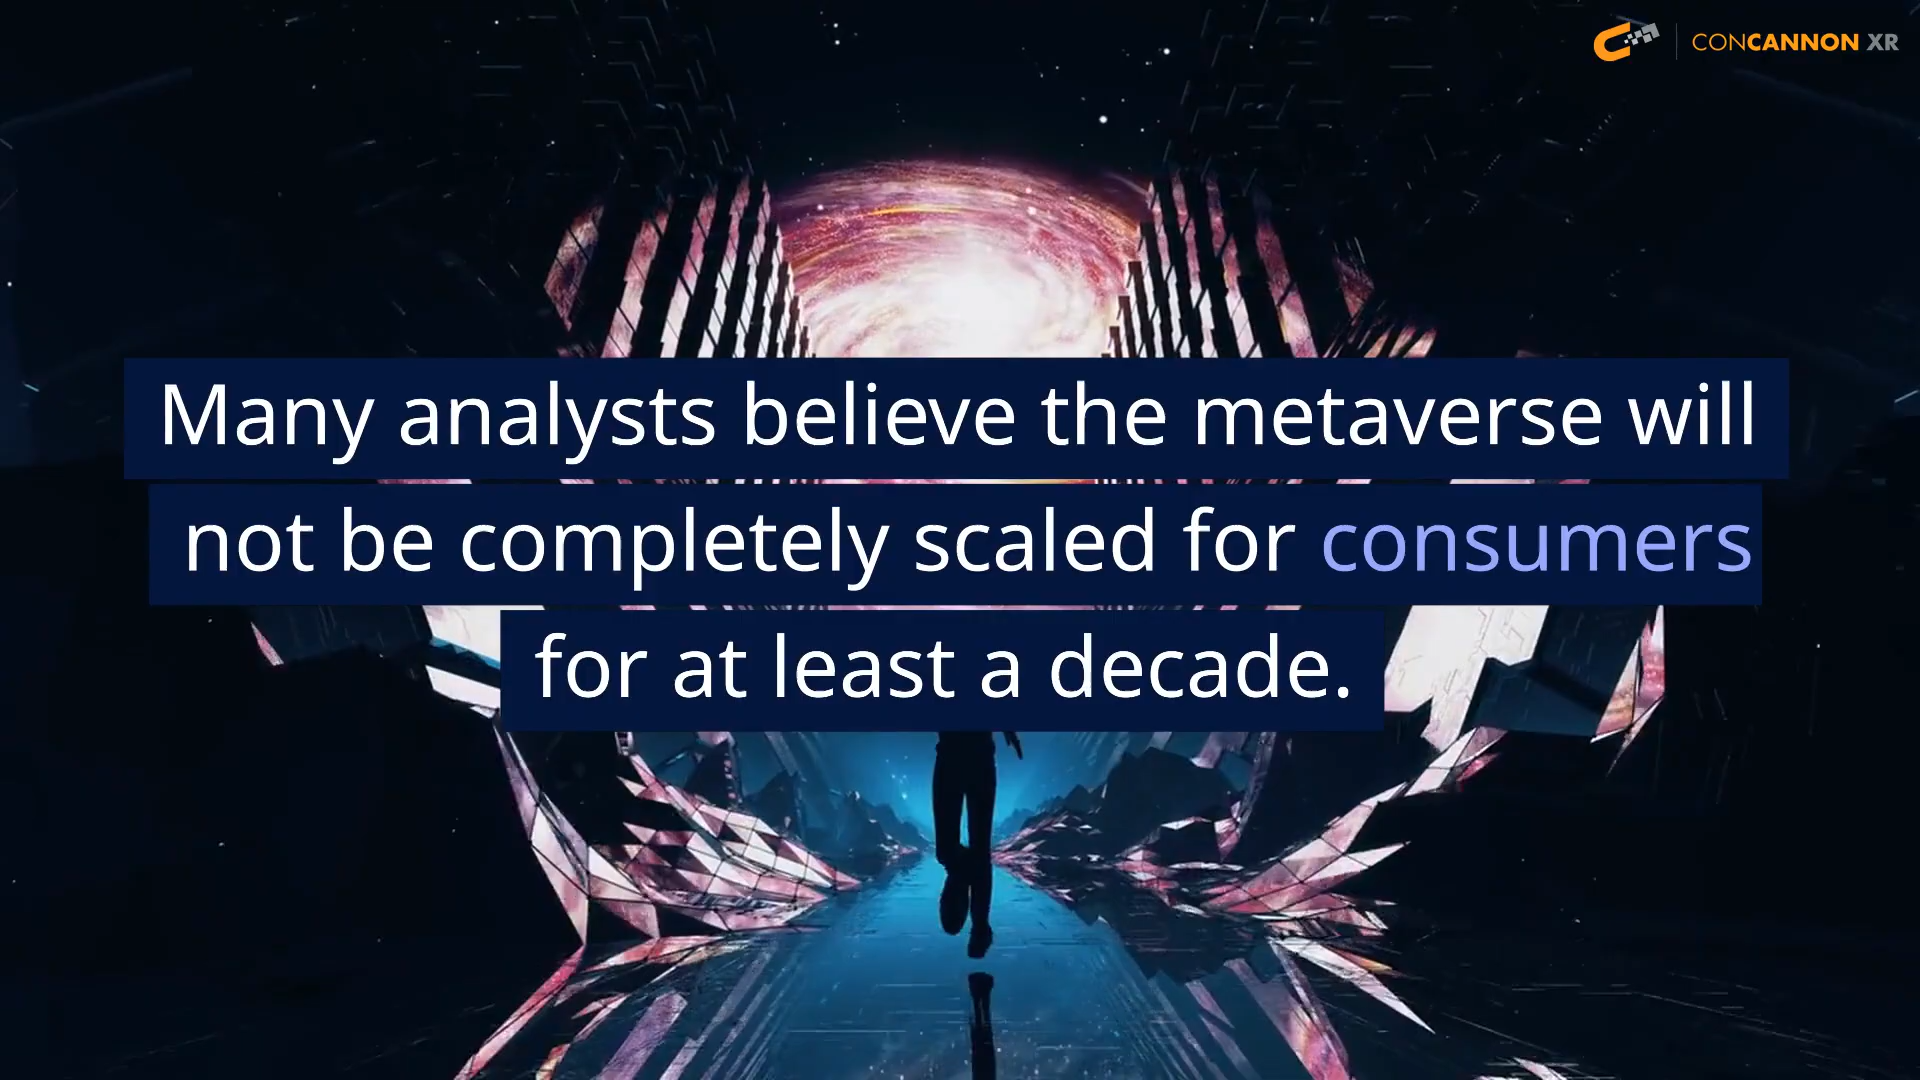 CONCANNON XR
Many analysts believe the metaverse will
not be completely scaled for consumers
for at least a decade.